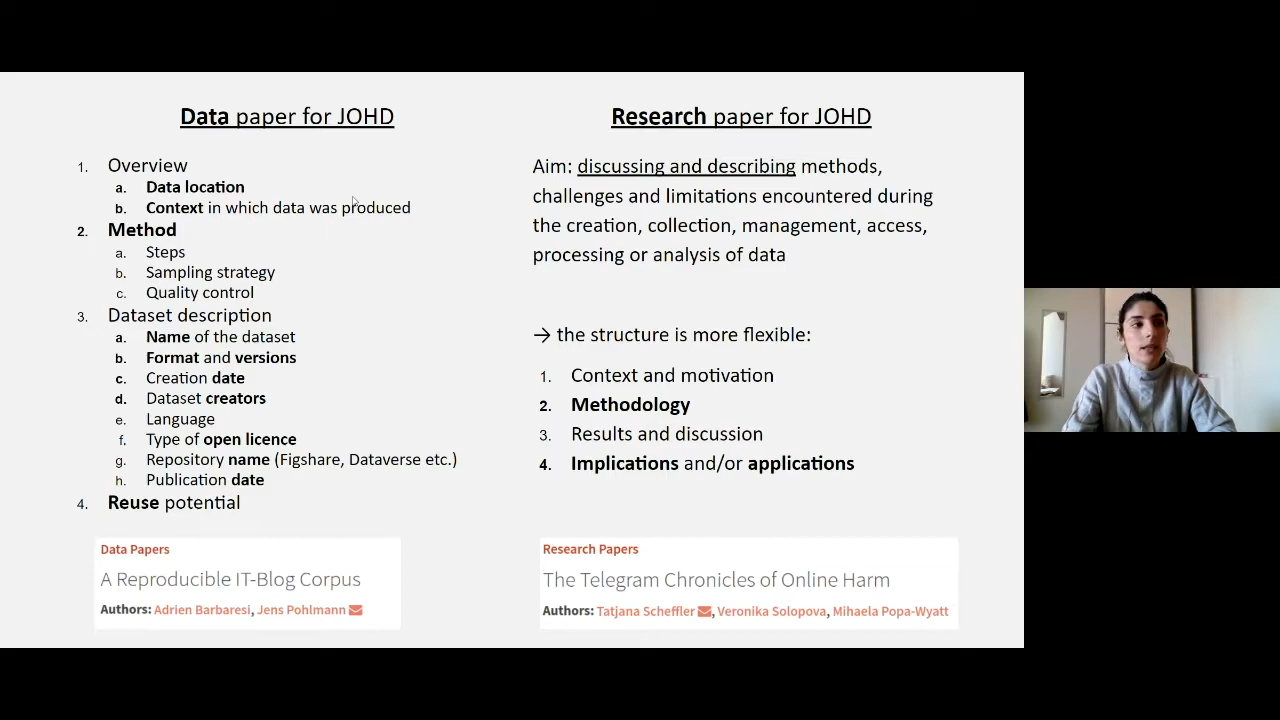 Data paper for JOHD
1. Overview
a. Data location
b. Context in which data was produced
2. Method
a. Steps
b. Sampling strategy
c. Quality control
3. Dataset description
a. Name of the dataset
b. Format and versions
c. Creation date
d. Dataset creators
e. Language
f. Type of open licence
g. Repository name (Figshare, Dataverse etc.)
h. Publication date
4. Reuse potential
Data Papers
A Reproducible IT-Blog Corpus
Authors: Adrien Barbaresi, Jens Pohlmann
Research paper for JOHD
Aim: discussing and describing methods,
challenges and limitations encountered during
the creation, collection, management, access,
processing or analysis of data
→ the structure is more flexible:
1. Context and motivation
2. Methodology
3. Results and discussion
4. Implications and/or applications
Research Papers
The Telegram Chronicles of Online Harm
Authors: Tatjana Scheffler, Veronika Solopova, Mihaela Popa-Wyatt